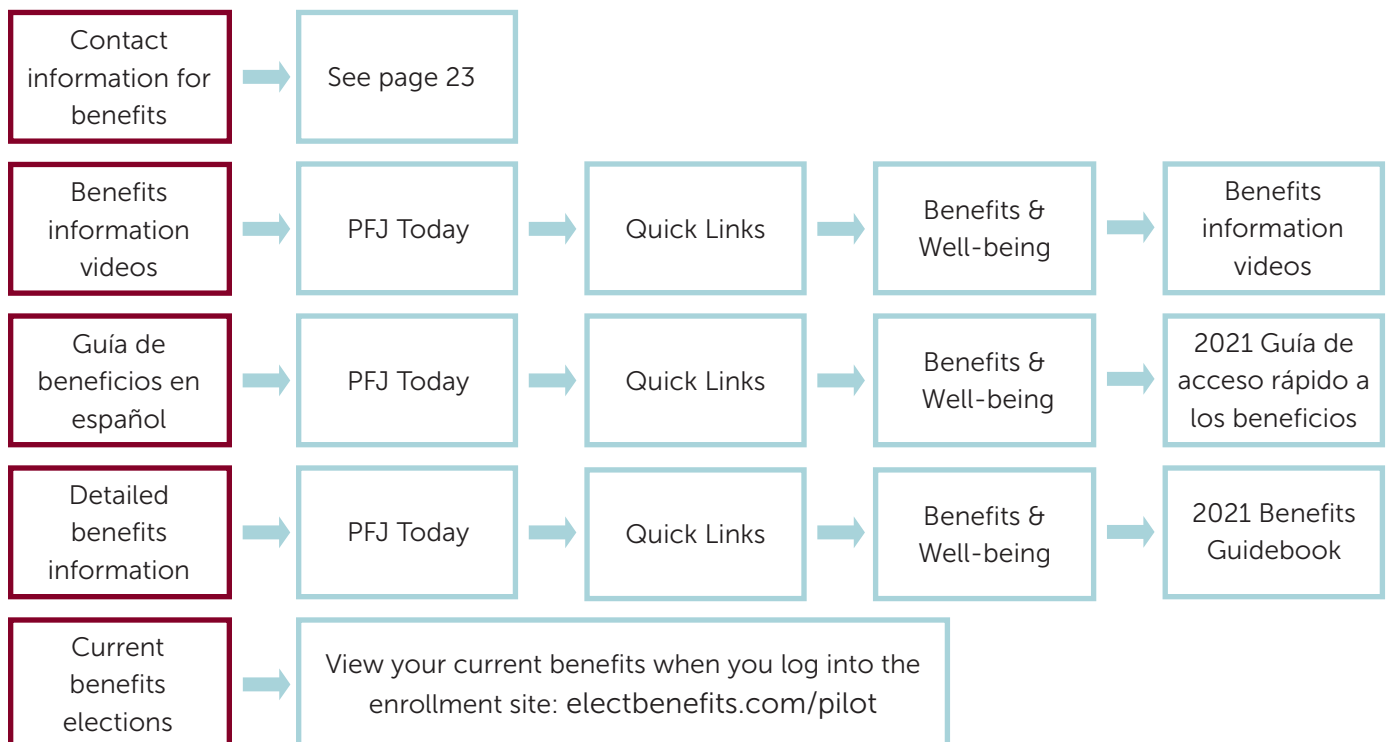 Contact
information for
benefits
See page 23
Benefits
information
videos
PFJ Today
Quick Links
Benefits &
Well-being
Benefits
information
videos
Guía de
beneficios en
español
PFJ Today
Quick Links
Benefits &
Well-being
2021 Guía de
acceso rápido a
los beneficios
Detailed
benefits
information
PFJ Today
Quick Links
Benefits &
Well-being
2021 Benefits
Guidebook
Current
benefits
elections
View your current benefits when you log into the
enrollment site: electbenefits.com/pilot